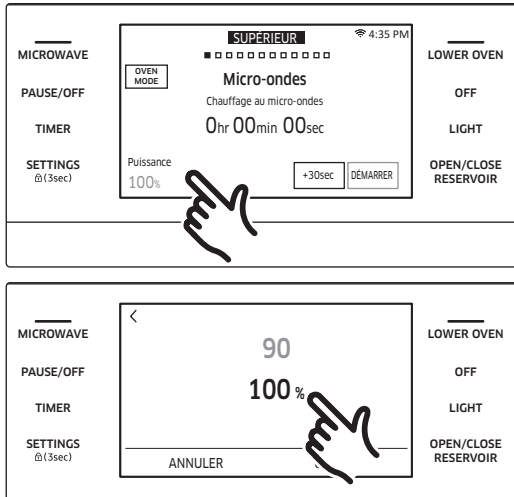 MICROWAVE
PAUSE/OFF
TIMER
SETTINGS
(3sec)
SUPÉRIEUR
4:35 PM
OVEN
MODE
Micro-ondes
Chauffage au micro-ondes
0hr 00min 00sec
Puissance
100%
+30sec
DÉMARRER
LOWER OVEN
OFF
LIGHT
OPEN/CLOSE
RESERVOIR
MICROWAVE
PAUSE/OFF
TIMER
SETTINGS
(3sec)
<
90
100 %
ANNULER
LOWER OVEN
OFF
LIGHT
OPEN/CLOSE
RESERVOIR